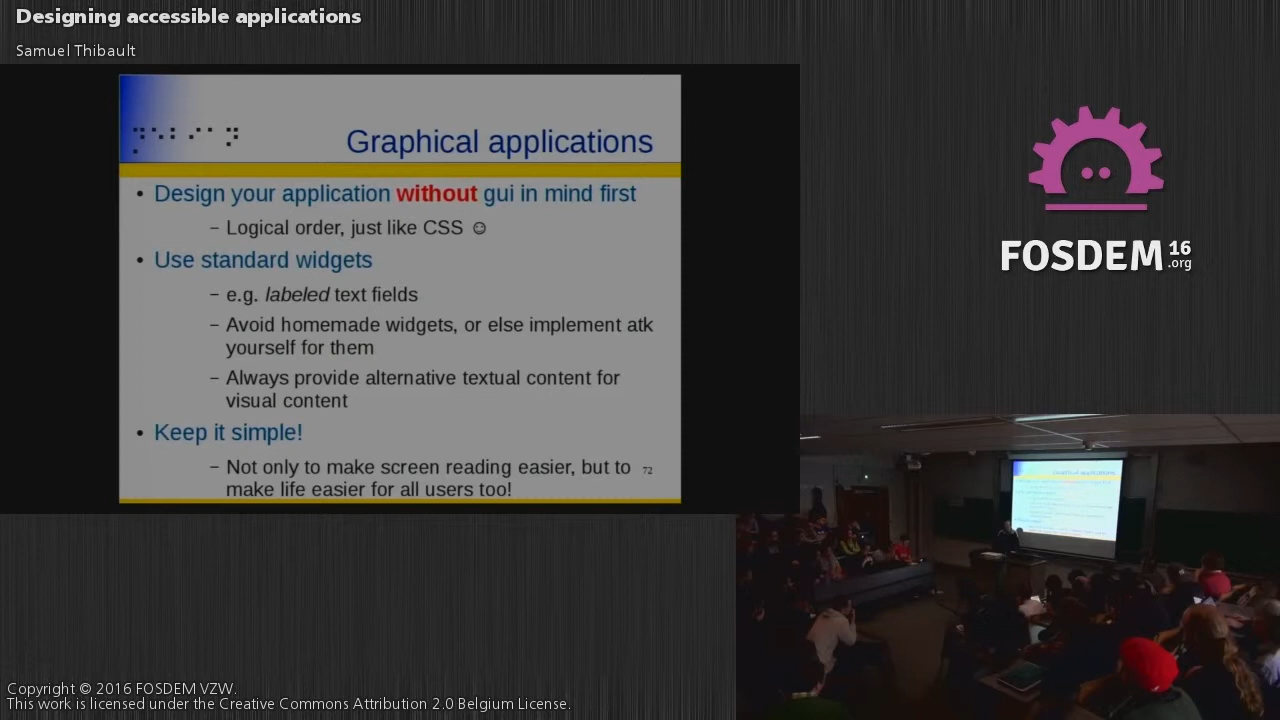 Designing accessible applications
Samuel Thibault
Graphical applications
• Design your application without gui in mind first
– Logical order, just like CSS ☺
• Use standard widgets
– e.g. labeled text fields
– Avoid homemade widgets, or else implement atk
yourself for them
– Always provide alternative textual content for
visual content
• Keep it simple!
– Not only to make screen reading easier, but to
make life easier for all users too!
72
FOSDEM 16
.org
Graphical applications
Copyright © 2016 FOSDEM VZW.
This work is licensed under the Creative Commons Attribution 2.0 Belgium License.